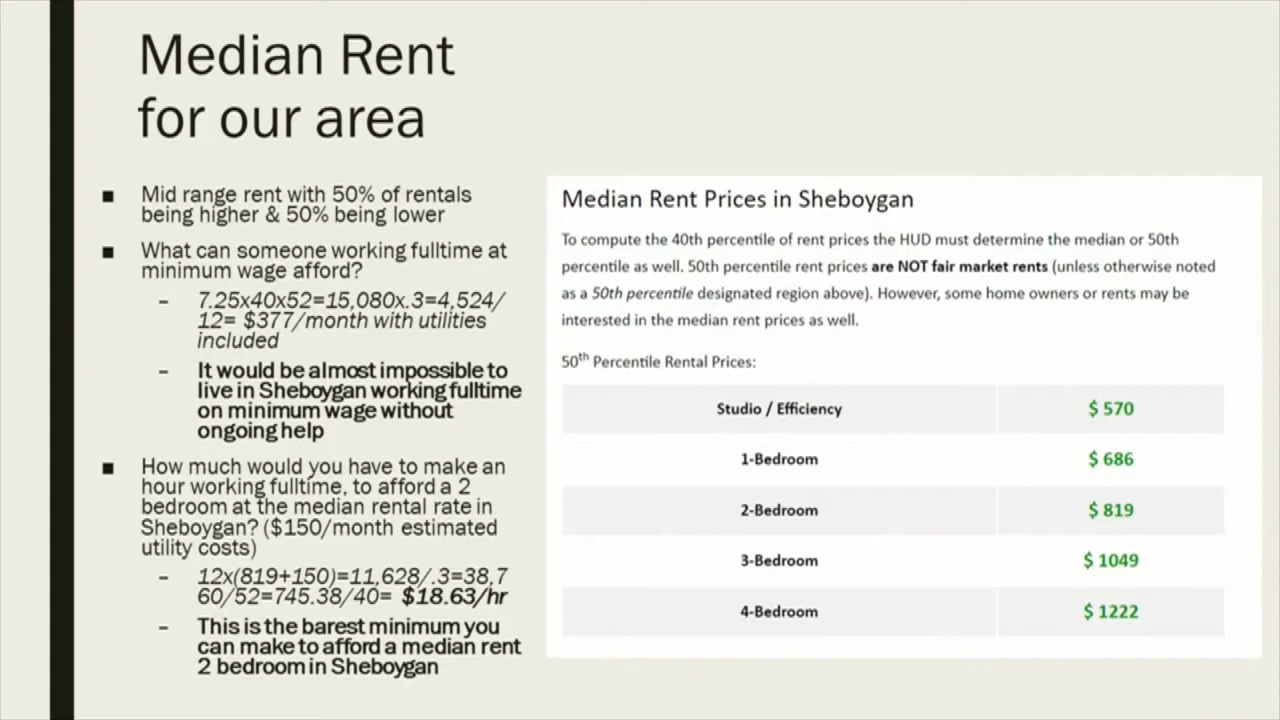 Median Rent
for our area
■ Mid range rent with 50% of rentals
being higher & 50% being lower
■ What can someone working fulltime at
minimum wage afford?
– 7.25x40x52=15,080x.3=4,524/
12= $377/month with utilities
included
– It would be almost impossible to
live in Sheboygan working fulltime
on minimum wage without
ongoing help
■ How much would you have to make an
hour working fulltime, to afford a 2
bedroom at the median rental rate in
Sheboygan? ($150/month estimated
utility costs)
– 12x(819+150)=11,628/.3=38,7
60/52=745.38/40= $18.63/hr
– This is the barest minimum you
can make to afford a median rent
2 bedroom in Sheboygan
Median Rent Prices in Sheboygan
To compute the 40th percentile of rent prices the HUD must determine the median or 50th
percentile as well. 50th percentile rent prices are NOT fair market rents (unless otherwise noted
as a 50th percentile designated region above). However, some home owners or rents may be
interested in the median rent prices as well.
50th Percentile Rental Prices:
Studio / Efficiency $ 570
1-Bedroom $ 686
2-Bedroom $ 819
3-Bedroom $ 1049
4-Bedroom $ 1222